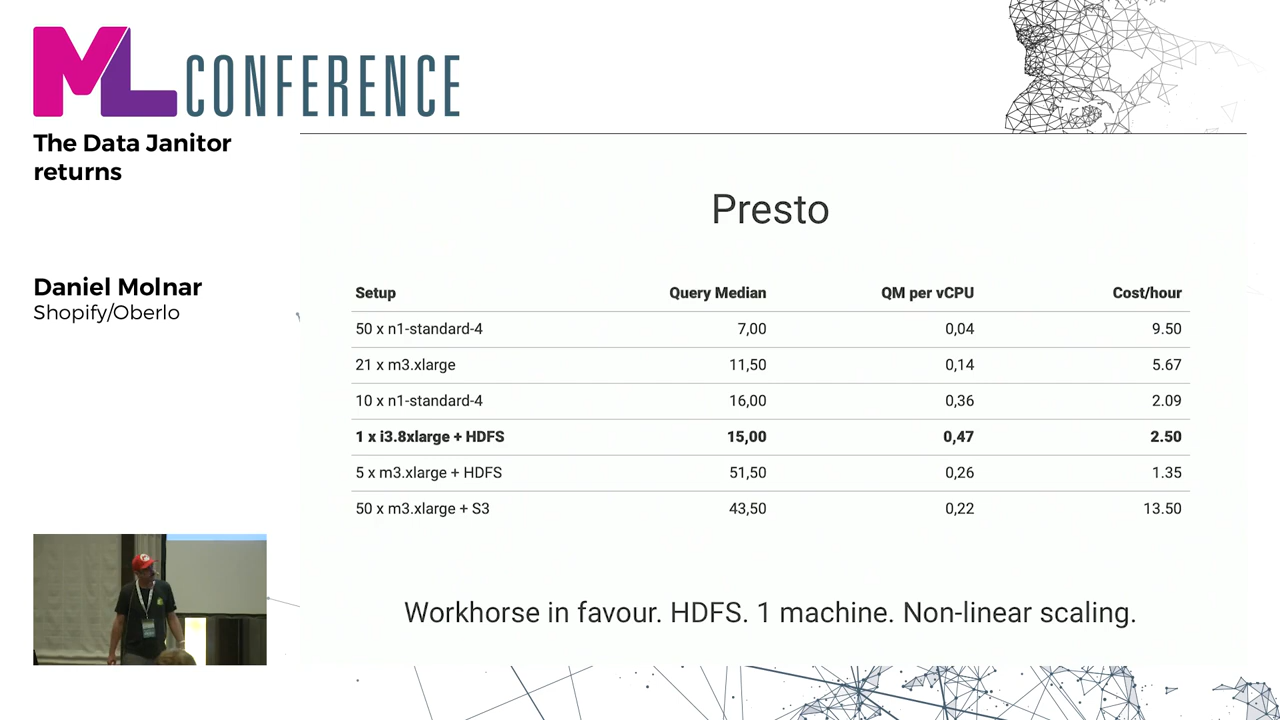 ML CONFERENCE
The Data Janitor
returns
Daniel Molnar
Shopify/Oberlo
Presto
Setup Query Median QM per vCPU Cost/hour
50 x n1-standard-4 7,00 0,04 9.50
21 x m3.xlarge 11,50 0,14 5.67
10 x n1-standard-4 16,00 0,36 2.09
1 x i3.8xlarge + HDFS 15,00 0,47 2.50
5 x m3.xlarge + HDFS 51,50 0,26 1.35
50 x m3.xlarge + S3 43,50 0,22 13.50
Workhorse in favour. HDFS. 1 machine. Non-linear scaling.